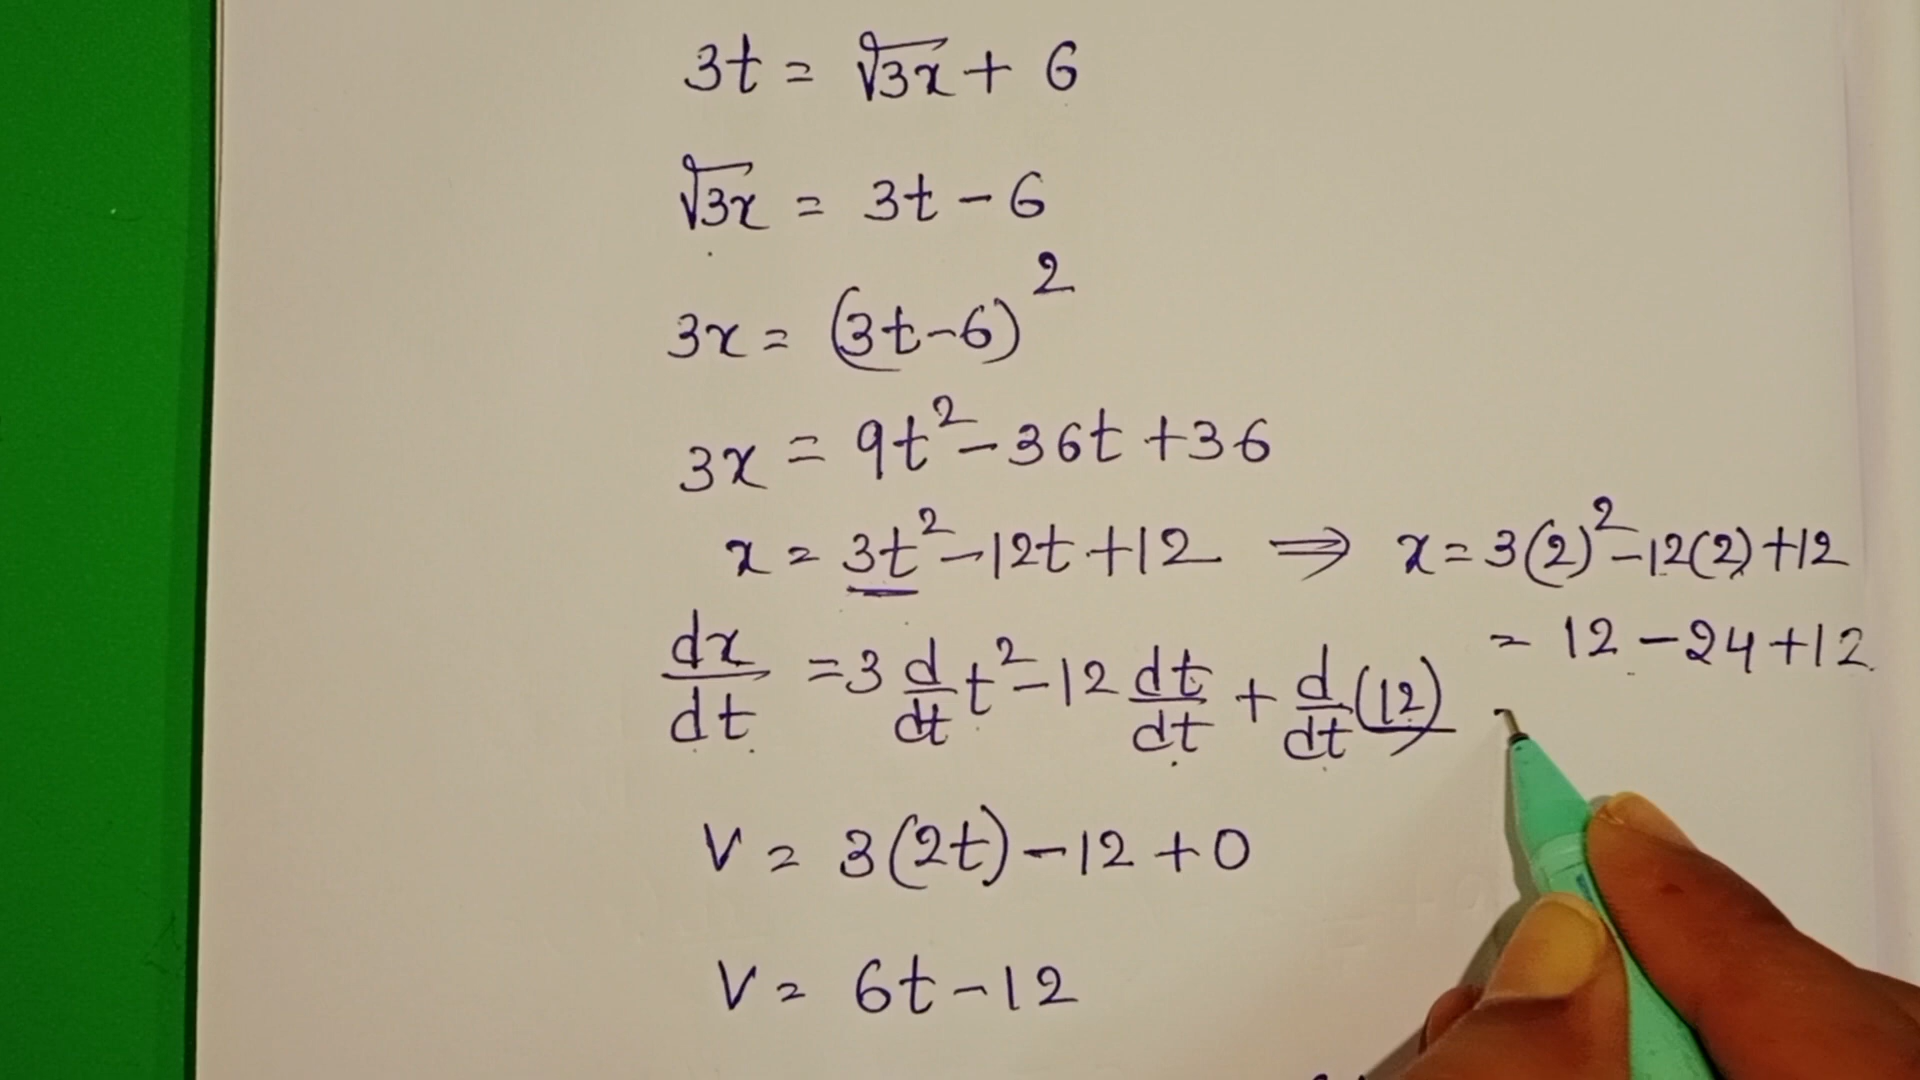 3t = √3x + 6
√3x = 3t - 6
3x = (3t-6)²
3x = 9t² - 36t + 36
x = 3t² - 12t + 12 ⇒ x = 3(2)² - 12(2) + 12
= 12 - 24 + 12
dx/dt = 3 d/dt t² - 12 dt/dt + d/dt (12)
V = 3(2t) - 12 + 0
V = 6t - 12